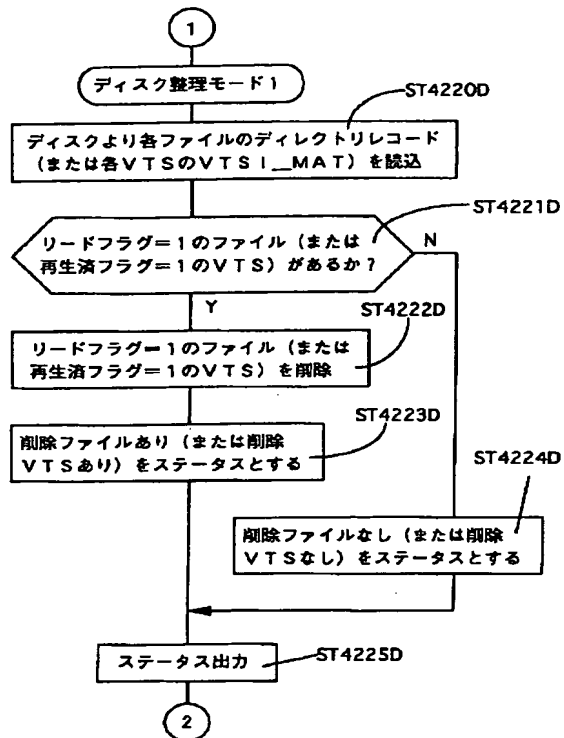 1
ディスク整理モード1
ST4220D
ディスクより各ファイルのディレクトリレコード
(または各VTSのVTSI__MAT)を読込
ST4221D
リードフラグ=1のファイル(または
再生済フラグ=1のVTS)があるか?
N
Y
ST4222D
リードフラグ=1のファイル(または
再生済フラグ=1のVTS)を削除
ST4223D
削除ファイルあり(または削除
VTSあり)をステータスとする
ST4224D
削除ファイルなし(または削除
VTSなし)をステータスとする
ステータス出力
ST4225D
2